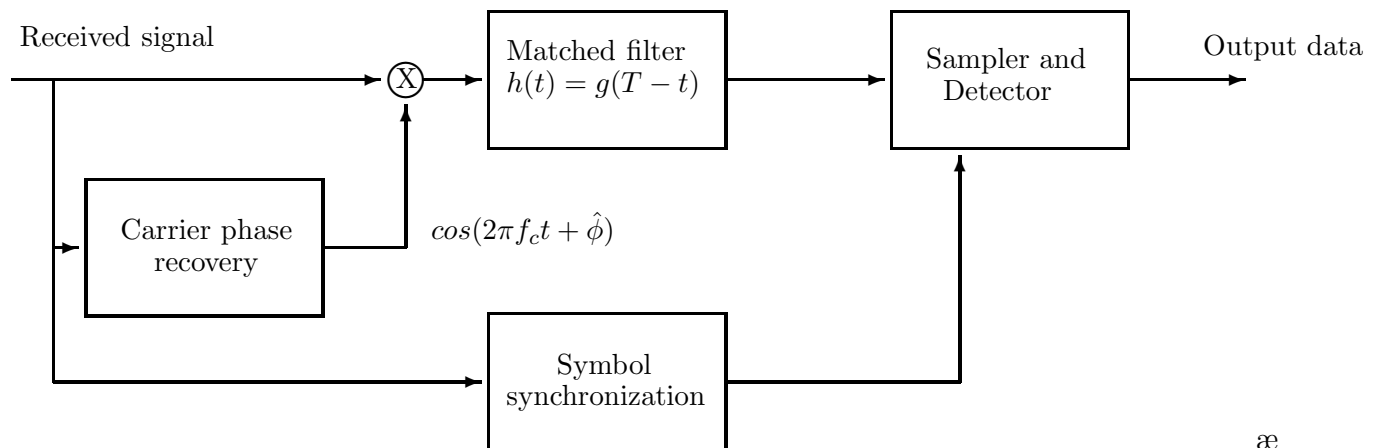 Received signal
X
Matched filter
h(t) = g(T − t)
Sampler and
Detector
Output data
Carrier phase
recovery
cos(2πf_ct + φ̂)
Symbol
synchronization
æ